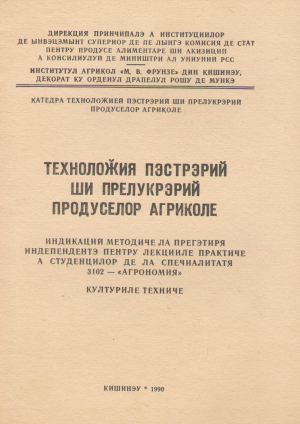 ДИРЕКЦИЯ ПРИНЧИПАЛЭ А ИНСТИТУЦИИЛОР
ДЕ ЫНВЭЦЭМЫНТ СУПЕРИОР ДЕ ПЕ ЛЫНГЭ КОМИСИЯ ДЕ СТАТ
ПЕНТРУ ПРОДУСЕ АЛИМЕНТАРЕ ШИ АКИЗИЦИЙ
А КОНСИЛИУЛУЙ ДЕ МИНИШТРИ АЛ УНИУНИЙ РСС
ИНСТИТУТУЛ АГРИКОЛ «М. В. ФРУНЗЕ» ДИН КИШИНЭУ,
ДЕКОРАТ КУ ОРДЕНУЛ ДРАПЕЛУЛ РОШУ ДЕ МУНКЭ
КАТЕДРА ТЕХНОЛОӁИЕЙ ПЭСТРЭРИЙ ШИ ПРЕЛУКРЭРИЙ
ПРОДУСЕЛОР АГРИКОЛЕ
ТЕХНОЛОӁИЯ ПЭСТРЭРИЙ
ШИ ПРЕЛУКРЭРИЙ
ПРОДУСЕЛОР АГРИКОЛЕ
ИНДИКАЦИЙ МЕТОДИЧЕ ЛА ПРЕГЭТИРЯ
ИНДЕПЕНДЕНТЭ ПЕНТРУ ЛЕКЦИИЛЕ ПРАКТИЧЕ
А СТУДЕНЦИЛОР ДЕ ЛА СПЕЧИАЛИТАТЯ
3102 — «АГРОНОМИЯ»
КУЛТУРИЛЕ ТЕХНИЧЕ
КИШИНЭУ * 1990